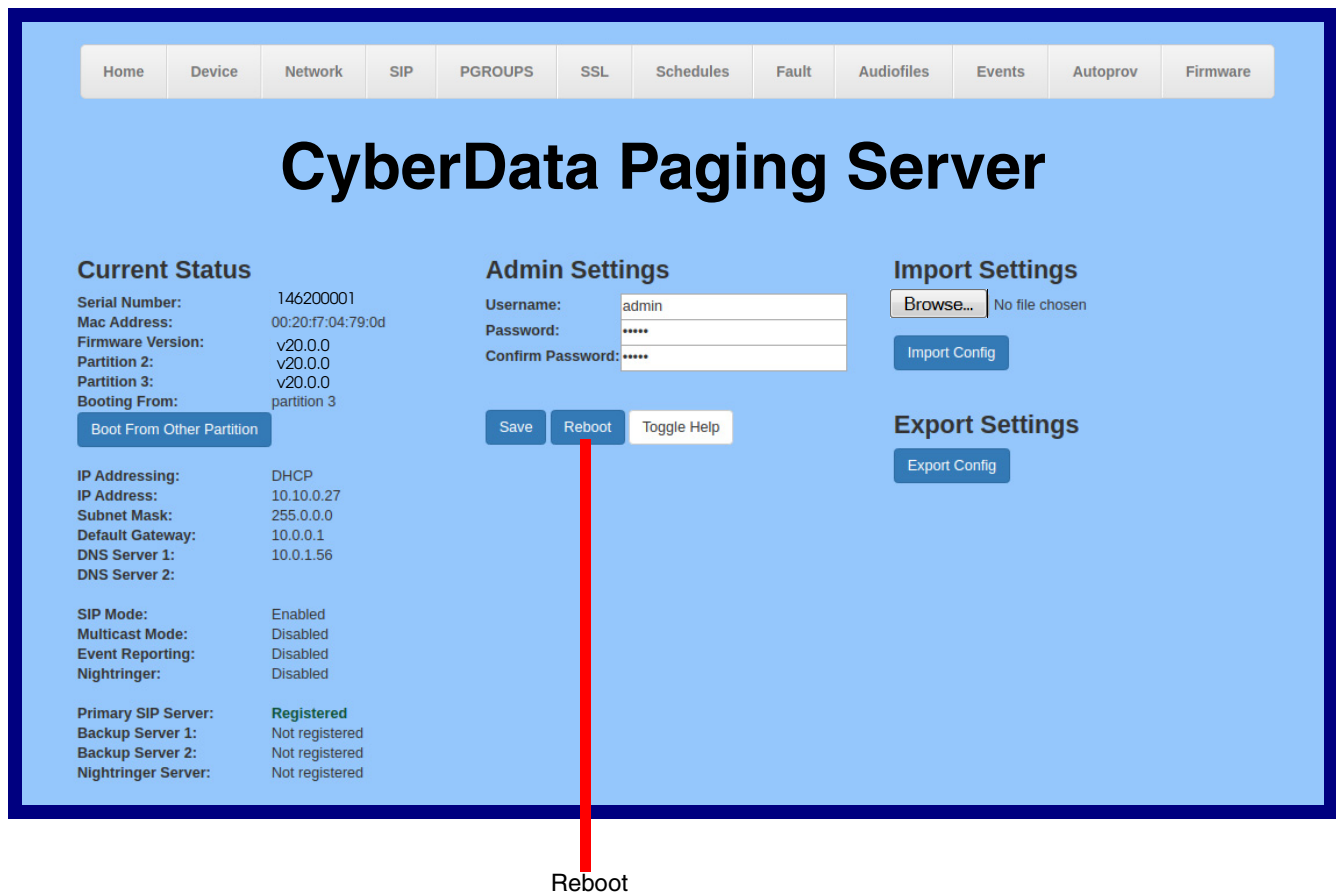 Home Device Network SIP PGROUPS SSL Schedules Fault Audiofiles Events Autoprov Firmware
CyberData Paging Server
Current Status
Serial Number: 146200001
Mac Address: 00:20:f7:04:79:0d
Firmware Version: v20.0.0
Partition 2: v20.0.0
Partition 3: v20.0.0
Booting From: partition 3
Boot From Other Partition
IP Addressing: DHCP
IP Address: 10.10.0.27
Subnet Mask: 255.0.0.0
Default Gateway: 10.0.0.1
DNS Server 1: 10.0.1.56
DNS Server 2:
SIP Mode: Enabled
Multicast Mode: Disabled
Event Reporting: Disabled
Nightringer: Disabled
Primary SIP Server: Registered
Backup Server 1: Not registered
Backup Server 2: Not registered
Nightringer Server: Not registered
Admin Settings
Username: admin
Password: •••••
Confirm Password: •••••
Save Reboot Toggle Help
Import Settings
Browse... No file chosen
Import Config
Export Settings
Export Config
Reboot